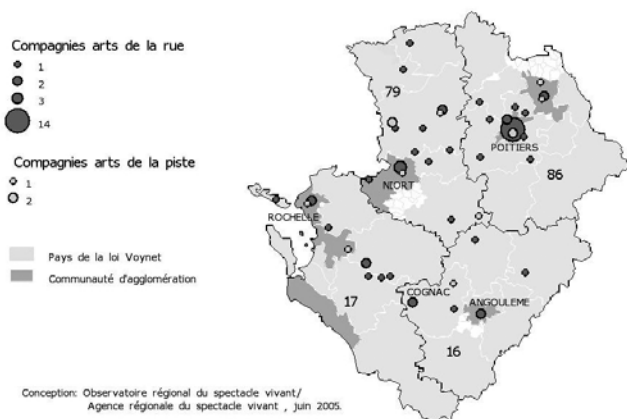 Compagnies arts de la rue
1
2
3
14
Compagnies arts de la piste
1
2
Pays de la loi Voynet
Communauté d'agglomération
79
POITIERS
86
NIORT
ROCHELLE
17
COGNAC
ANGOULEME
16
Conception: Observatoire régional du spectacle vivant/
Agence régionale du spectacle vivant , juin 2005.